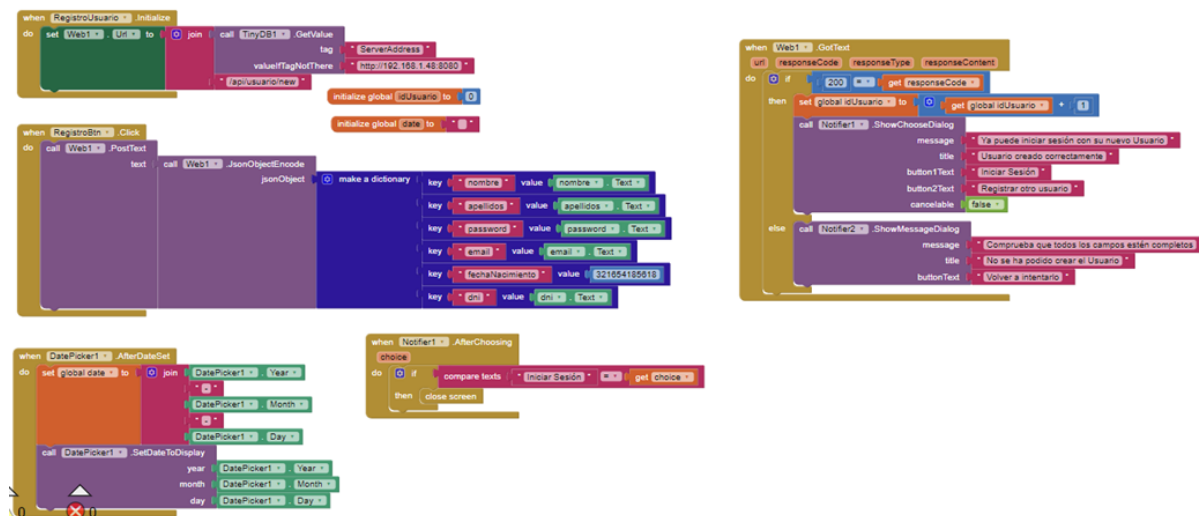 when RegistroUsuario .Initialize
do set Web1 . Url to join call TinyDB1 .GetValue
tag " ServerAddress "
valueIfTagNotThere " http://192.168.1.48:8080 "
" /api/usuario/new "
initialize global idUsuario to 0
initialize global date to " "
when RegistroBtn .Click
do call Web1 .PostText
text call Web1 .JsonObjectEncode
jsonObject make a dictionary key " nombre " value nombre . Text
key " apellidos " value apellidos . Text
key " password " value password . Text
key " email " value email . Text
key " fechaNacimiento " value 321654185618
key " dni " value dni . Text
when DatePicker1 .AfterDateSet
do set global date to join DatePicker1 . Year
" - "
DatePicker1 . Month
" - "
DatePicker1 . Day
call DatePicker1 .SetDateToDisplay
year DatePicker1 . Year
month DatePicker1 . Month
day DatePicker1 . Day
0 0
when Notifier1 .AfterChoosing
choice
do if compare texts " Iniciar Sesión " = get choice
then close screen
when Web1 .GotText
url responseCode responseType responseContent
do if 200 = get responseCode
then set global idUsuario to get global idUsuario + 1
call Notifier1 .ShowChooseDialog
message " Ya puede iniciar sesión con su nuevo Usuario "
title " Usuario creado correctamente "
button1Text " Iniciar Sesión "
button2Text " Registrar otro usuario "
cancelable false
else call Notifier2 .ShowMessageDialog
message " Comprueba que todos los campos estén completos "
title " No se ha podido crear el Usuario "
buttonText " Volver a intentarlo "